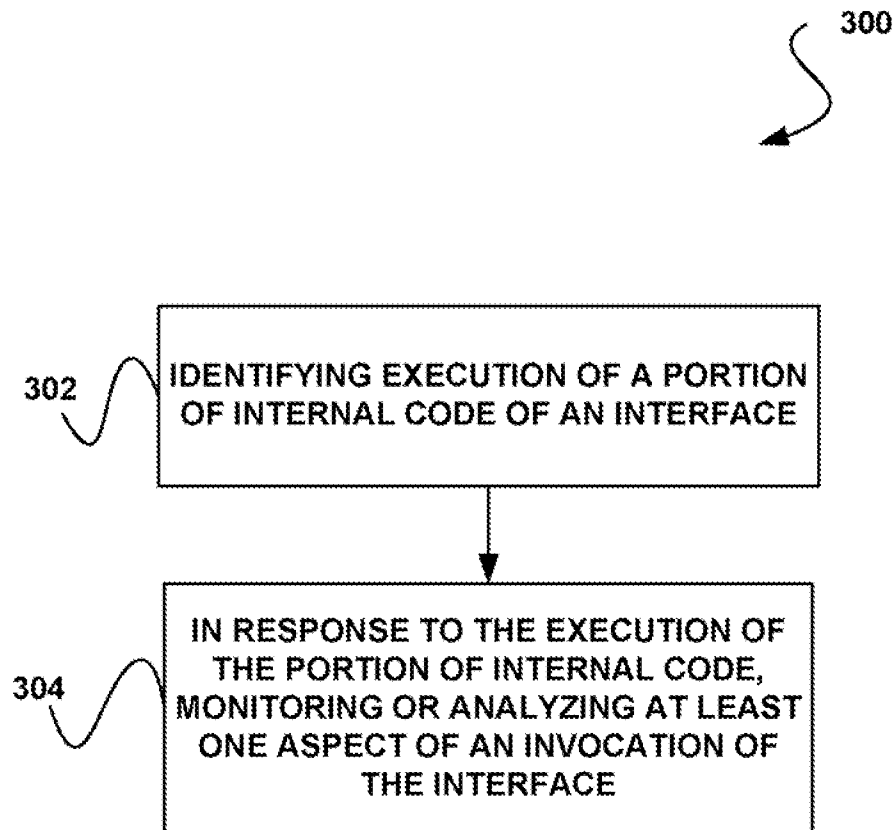 300
302
IDENTIFYING EXECUTION OF A PORTION
OF INTERNAL CODE OF AN INTERFACE
304
IN RESPONSE TO THE EXECUTION OF
THE PORTION OF INTERNAL CODE,
MONITORING OR ANALYZING AT LEAST
ONE ASPECT OF AN INVOCATION OF
THE INTERFACE